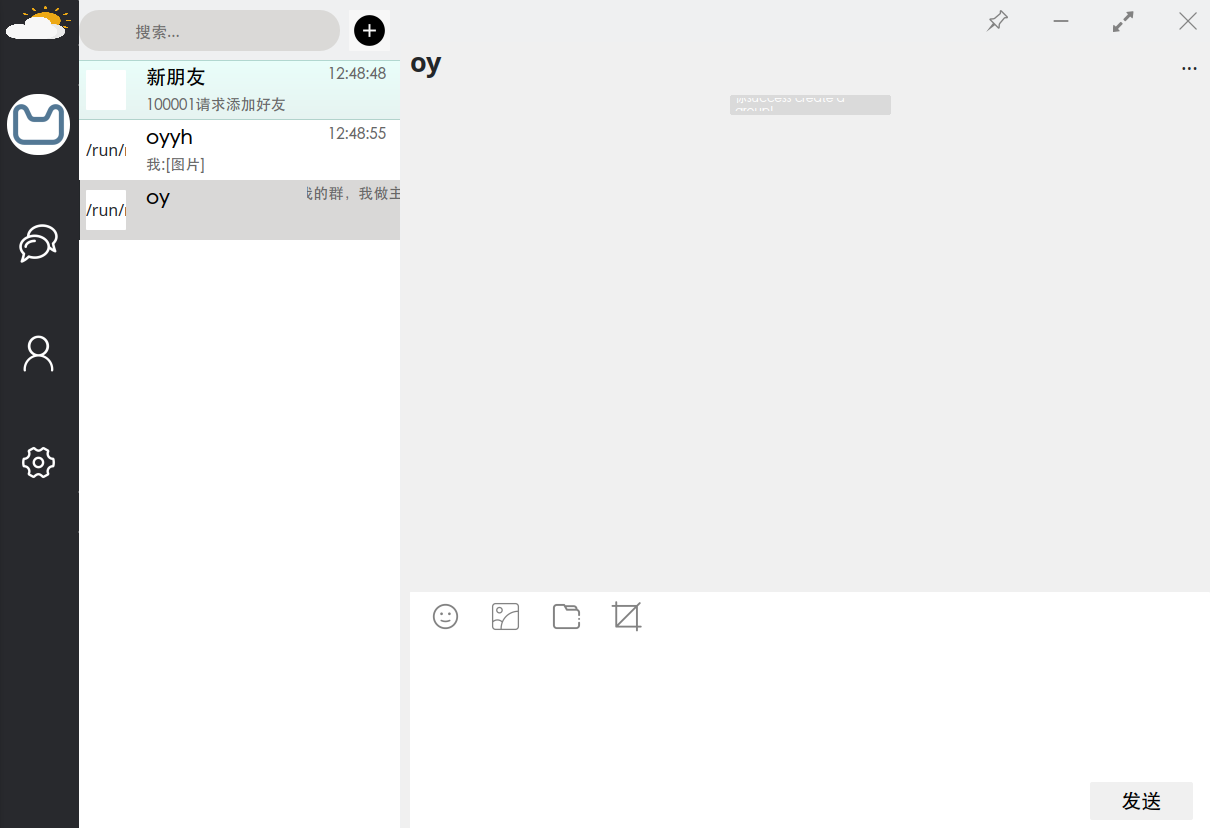 搜索...
新朋友
12:48:48
100001请求添加好友
/run/
oyyh
12:48:55
我:[图片]
/run/
oy
的群，我做主
oy
...
success create a
group!
发送